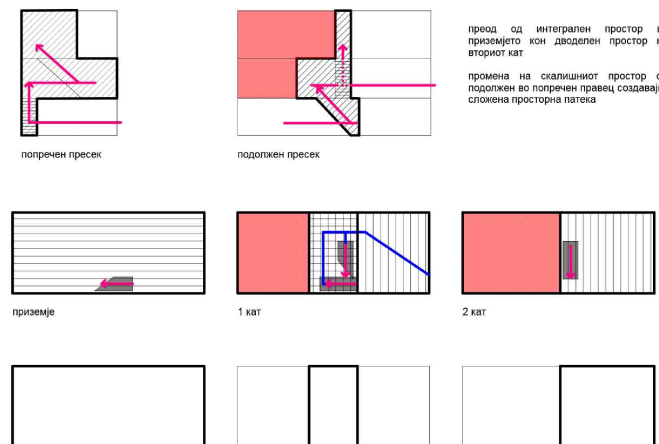 преод од интегрален простор
приземјето кон дводелен простор
вториот кат
промена на скалишниот простор
подолжен во попречен правец
сложена просторна патека
попречен пресек
подолжен пресек
приземје
1 кат
2 кат